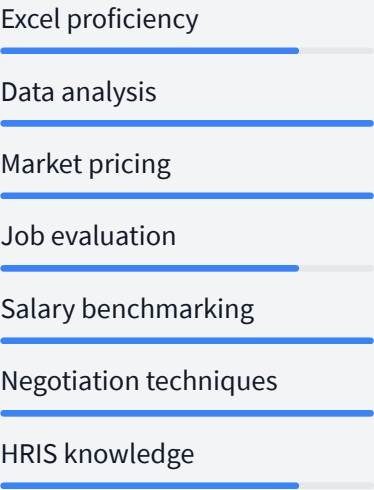 Excel proficiency
Data analysis
Market pricing
Job evaluation
Salary benchmarking
Negotiation techniques
HRIS knowledge